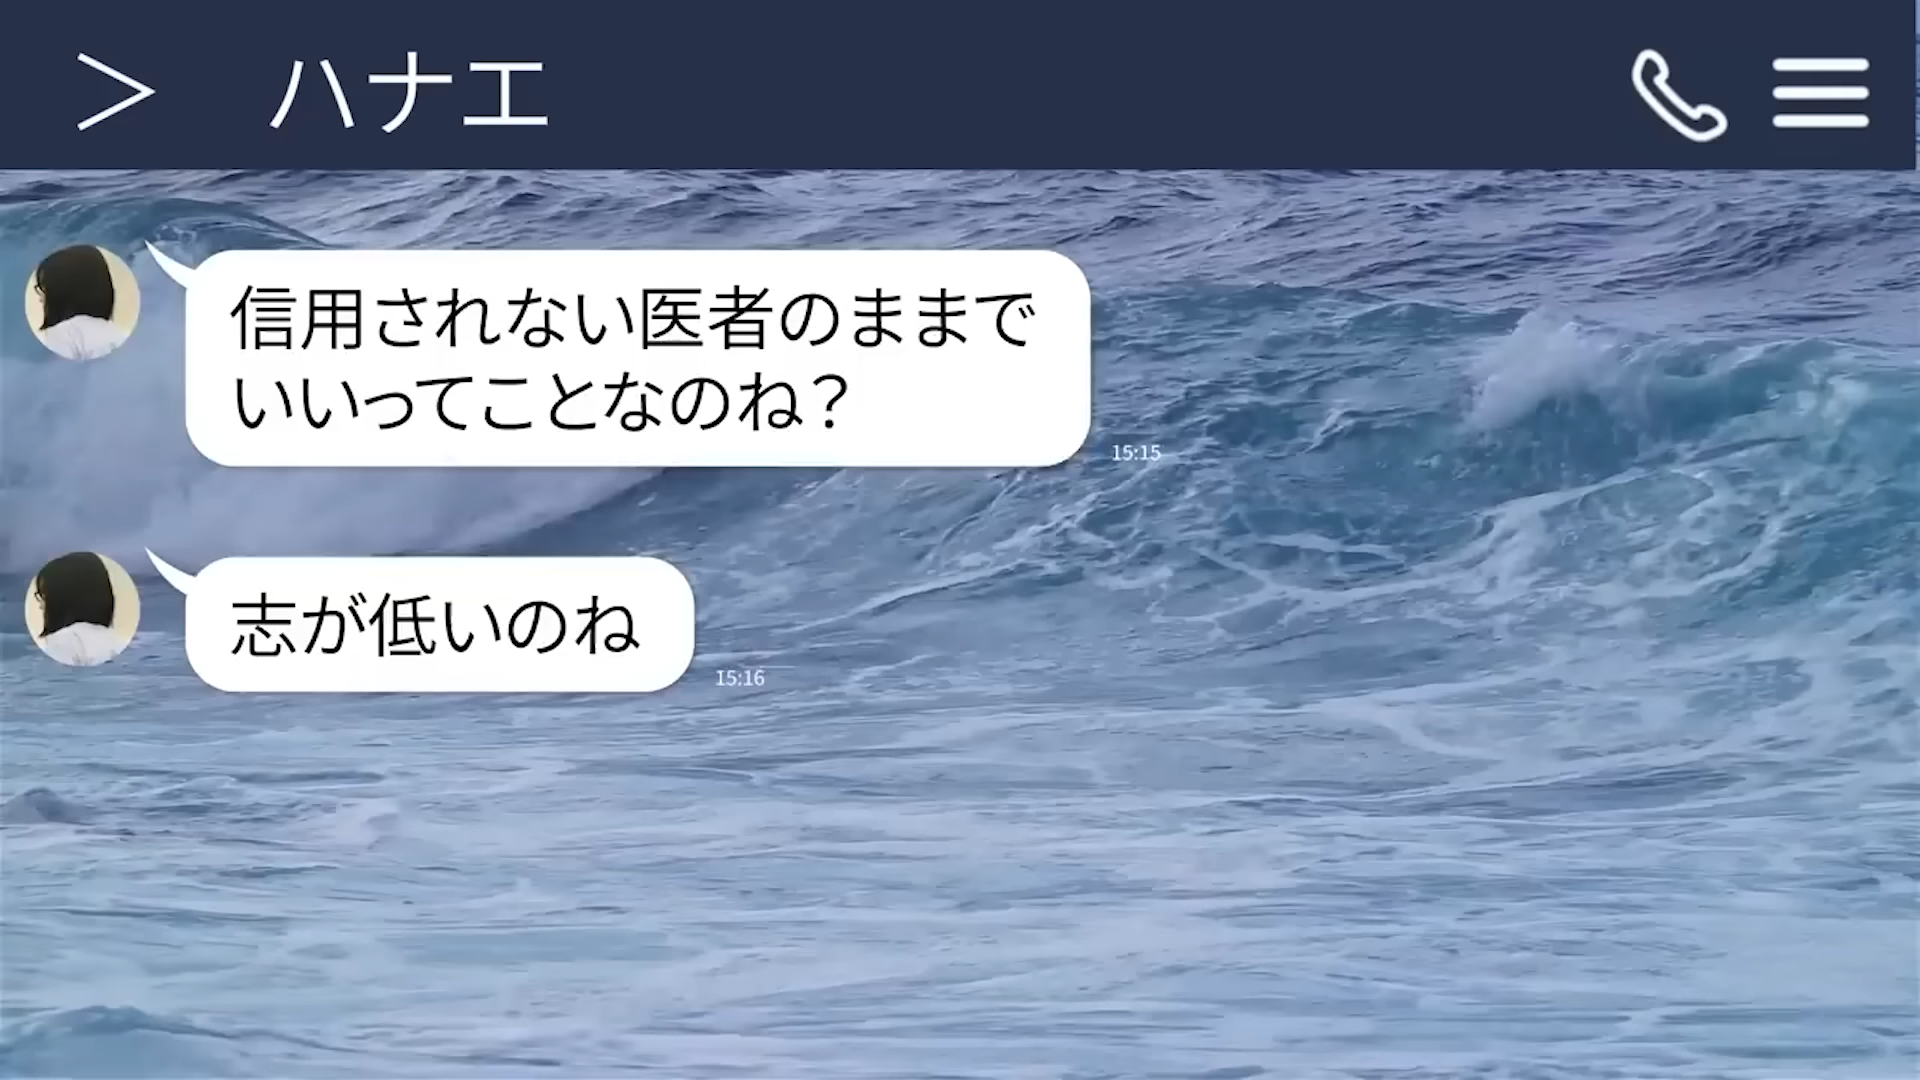 ＞ ハナエ
信用されない医者のままで
いいってことなのね？
15:15
志が低いのね
15:16